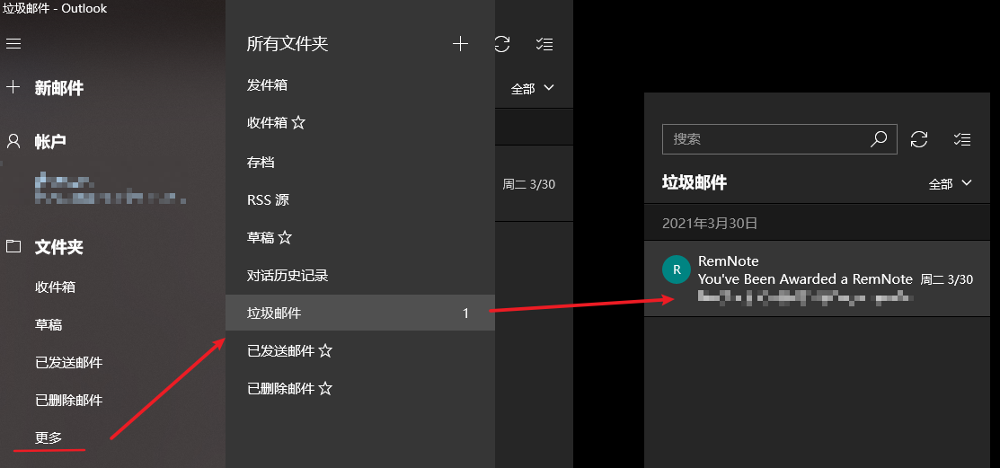 垃圾邮件 - Outlook
新邮件
帐户
文件夹
收件箱
草稿
已发送邮件
已删除邮件
更多
所有文件夹
发件箱
收件箱
存档
RSS 源
草稿
对话历史记录
垃圾邮件 1
已发送邮件
已删除邮件
全部
周二 3/30
搜索
垃圾邮件 全部
2021年3月30日
R
RemNote
You've Been Awarded a RemNote 周二 3/30